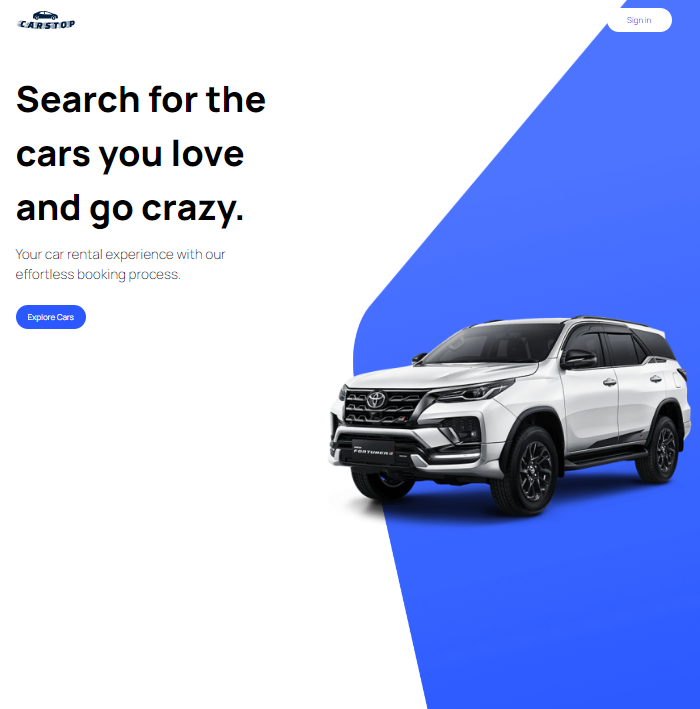 CARSTOP
Sign in
Search for the
cars you love
and go crazy.
Your car rental experience with our
effortless booking process.
Explore Cars
FORTUNER